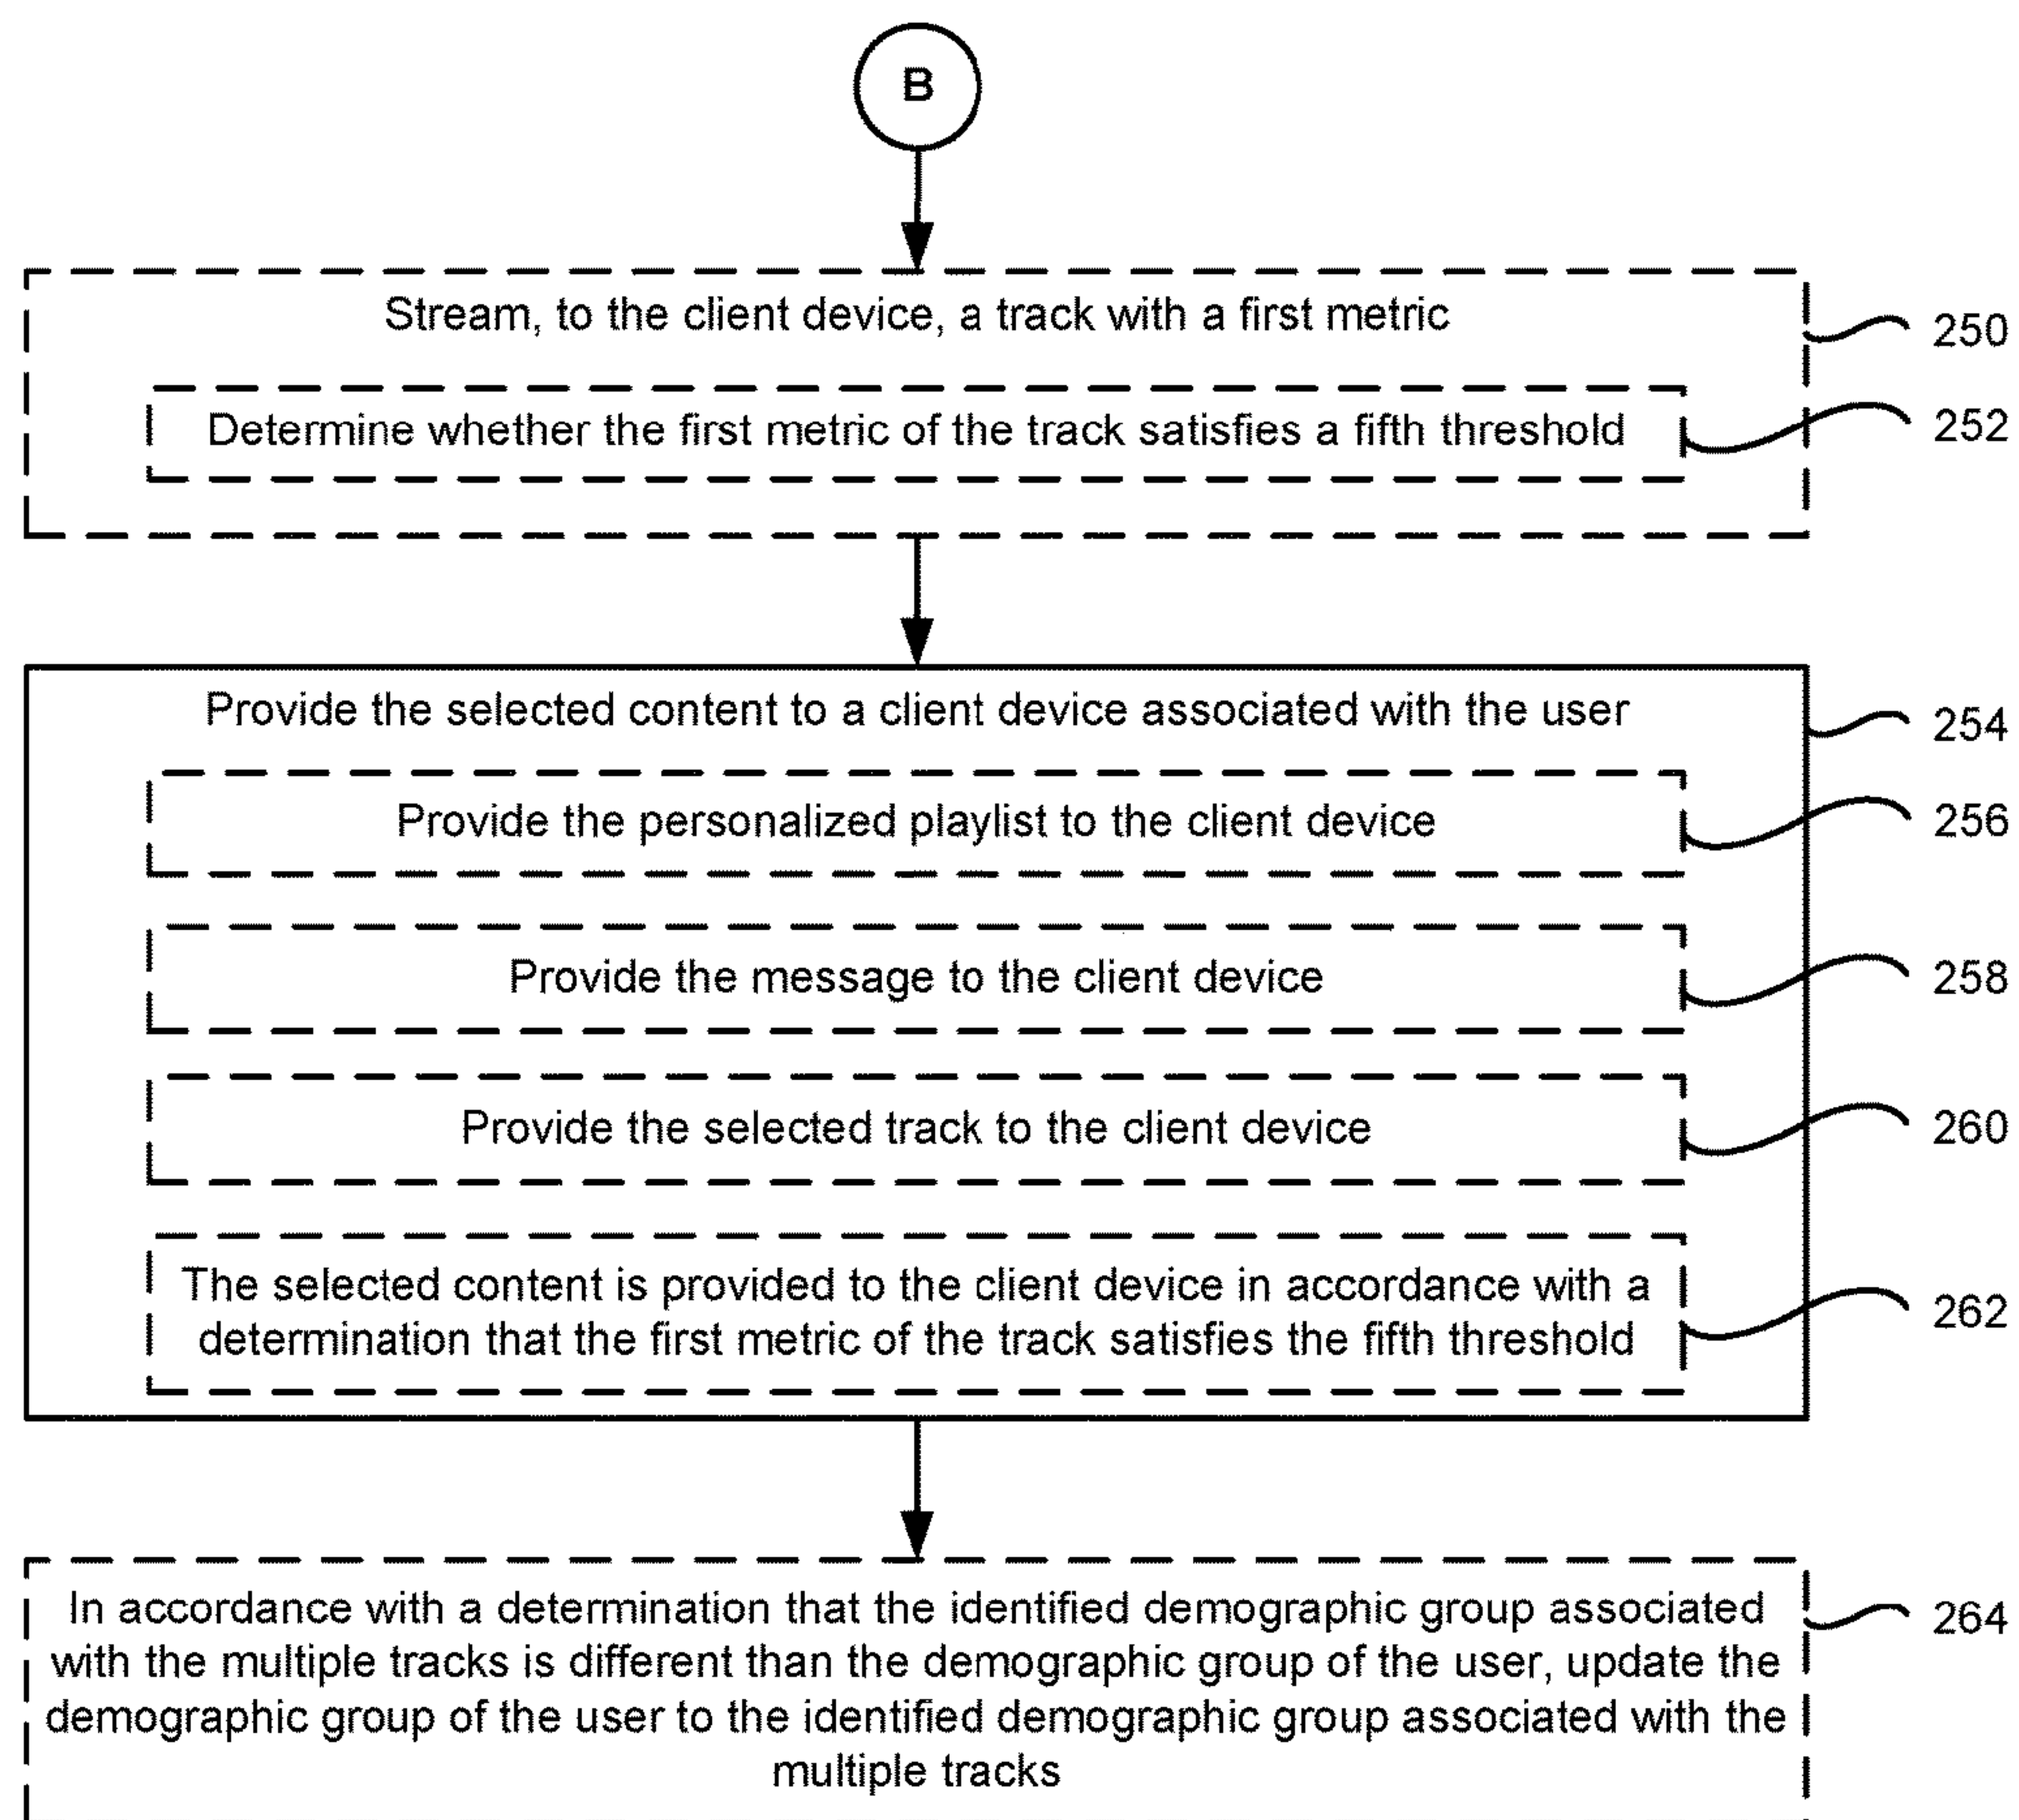 B
Stream, to the client device, a track with a first metric
250
Determine whether the first metric of the track satisfies a fifth threshold
252
Provide the selected content to a client device associated with the user
254
Provide the personalized playlist to the client device
256
Provide the message to the client device
258
Provide the selected track to the client device
260
The selected content is provided to the client device in accordance with a
determination that the first metric of the track satisfies the fifth threshold
262
In accordance with a determination that the identified demographic group associated
with the multiple tracks is different than the demographic group of the user, update the
demographic group of the user to the identified demographic group associated with the
multiple tracks
264